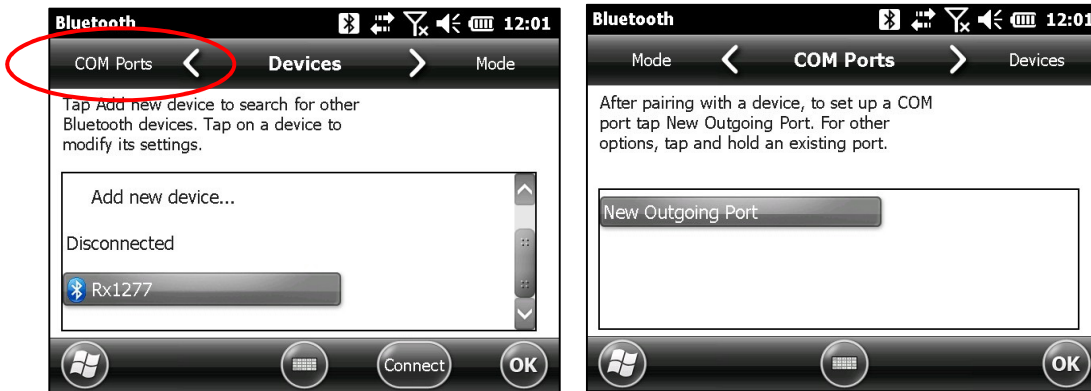 Bluetooth
12:01
COM Ports
Devices
Mode
Tap Add new device to search for other
Bluetooth devices. Tap on a device to
modify its settings.
Add new device...
Disconnected
Rx1277
Connect
OK
Bluetooth
12:01
Mode
COM Ports
Devices
After pairing with a device, to set up a COM
port tap New Outgoing Port. For other
options, tap and hold an existing port.
New Outgoing Port
OK